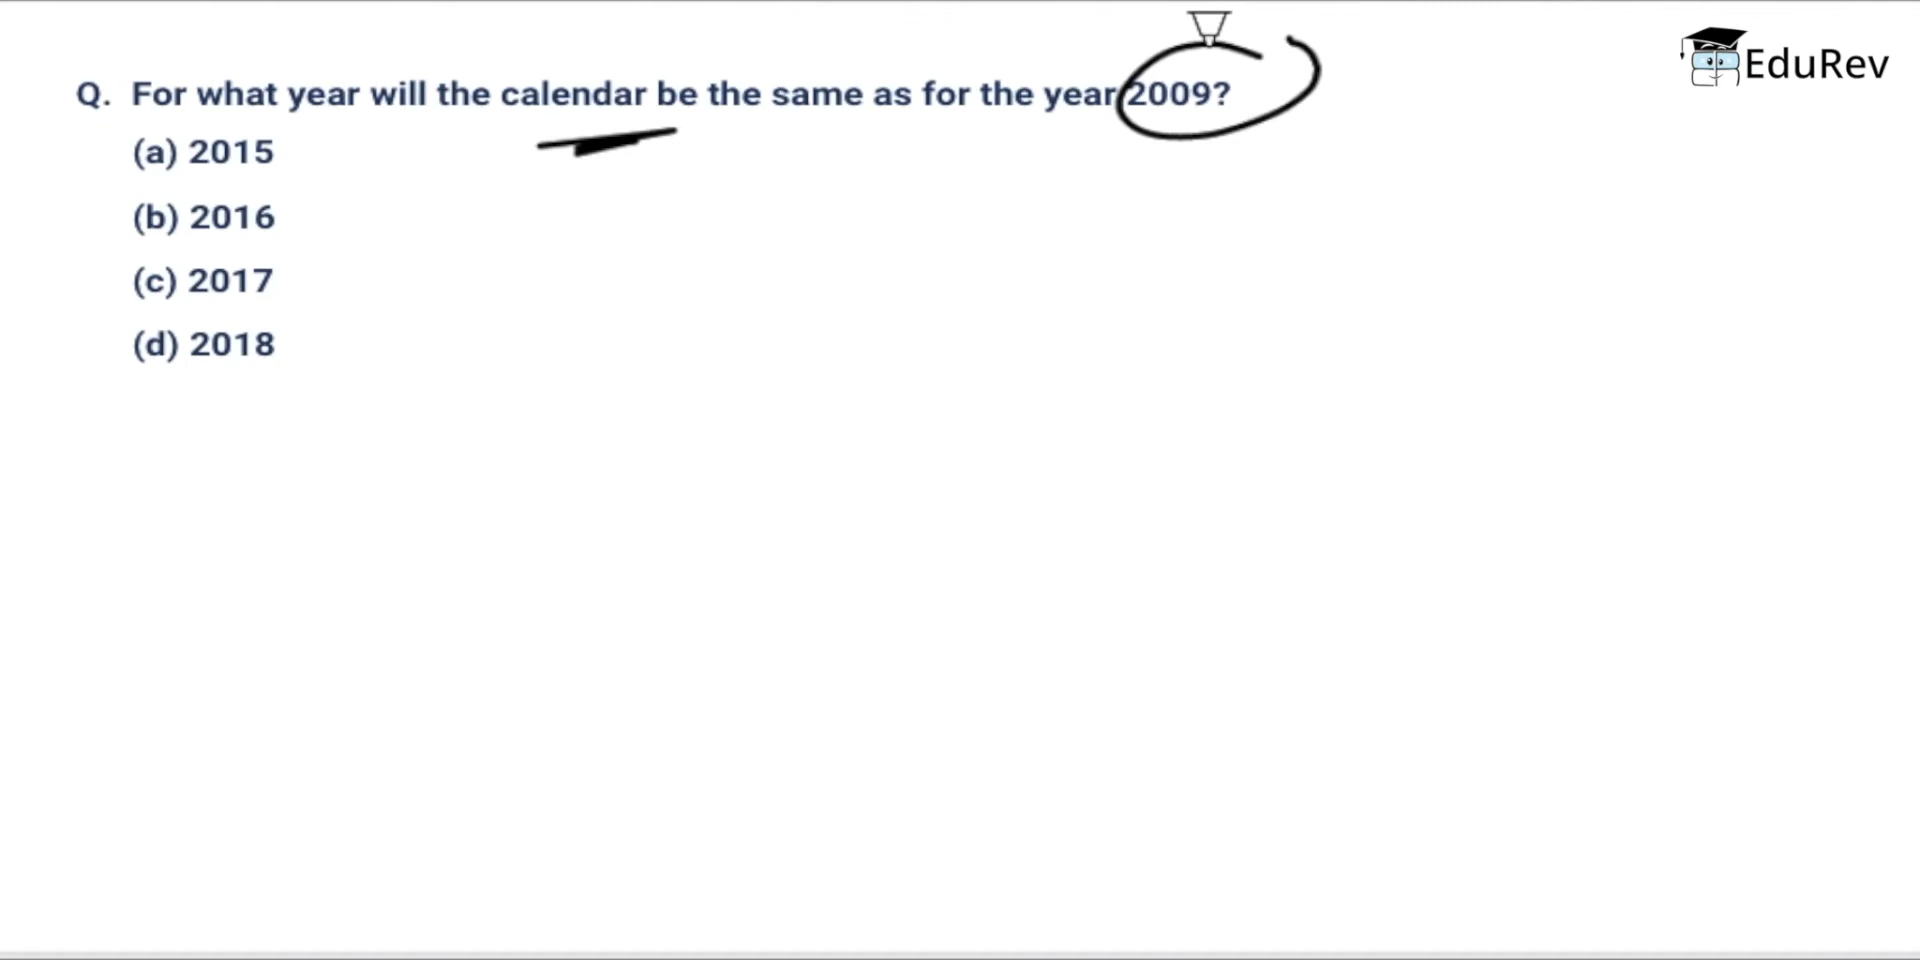 EduRev
Q. For what year will the calendar be the same as for the year 2009?
(a) 2015
(b) 2016
(c) 2017
(d) 2018